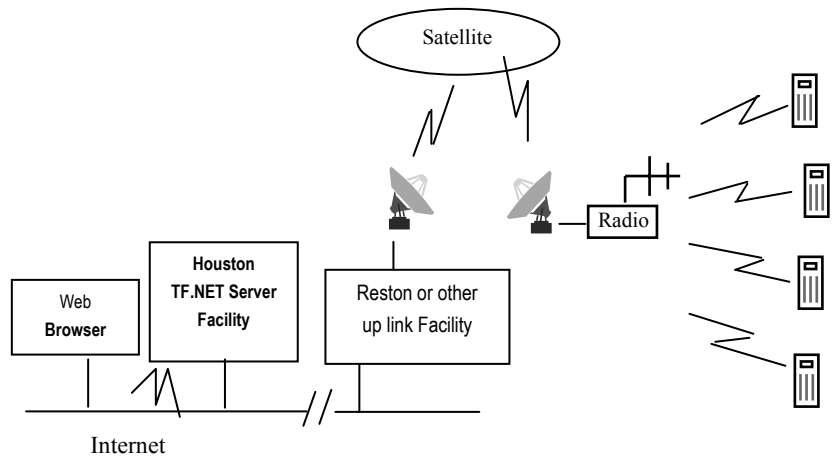 Satellite
Radio
Houston
TF.NET Server
Facility
Web
Browser
Reston or other
up link Facility
Internet